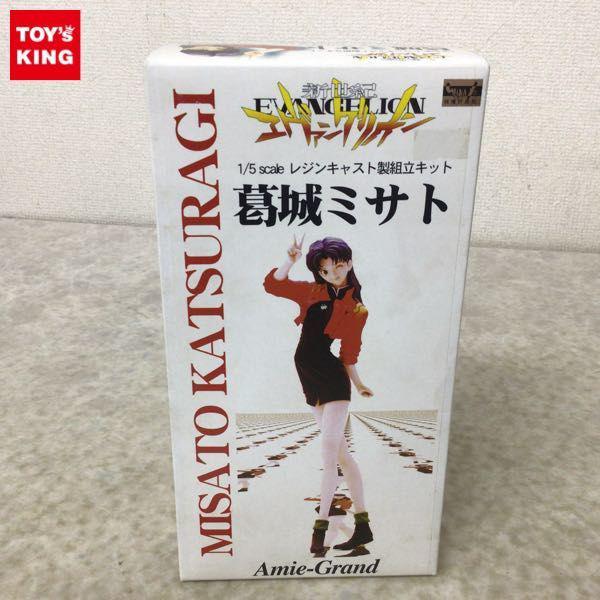 TOY's
KING
新世紀
EVANGELION
エヴァンゲリオン
1/5 scale レジンキャスト製組立キット
葛城ミサト
MISATO KATSURAGI
Amie-Grand